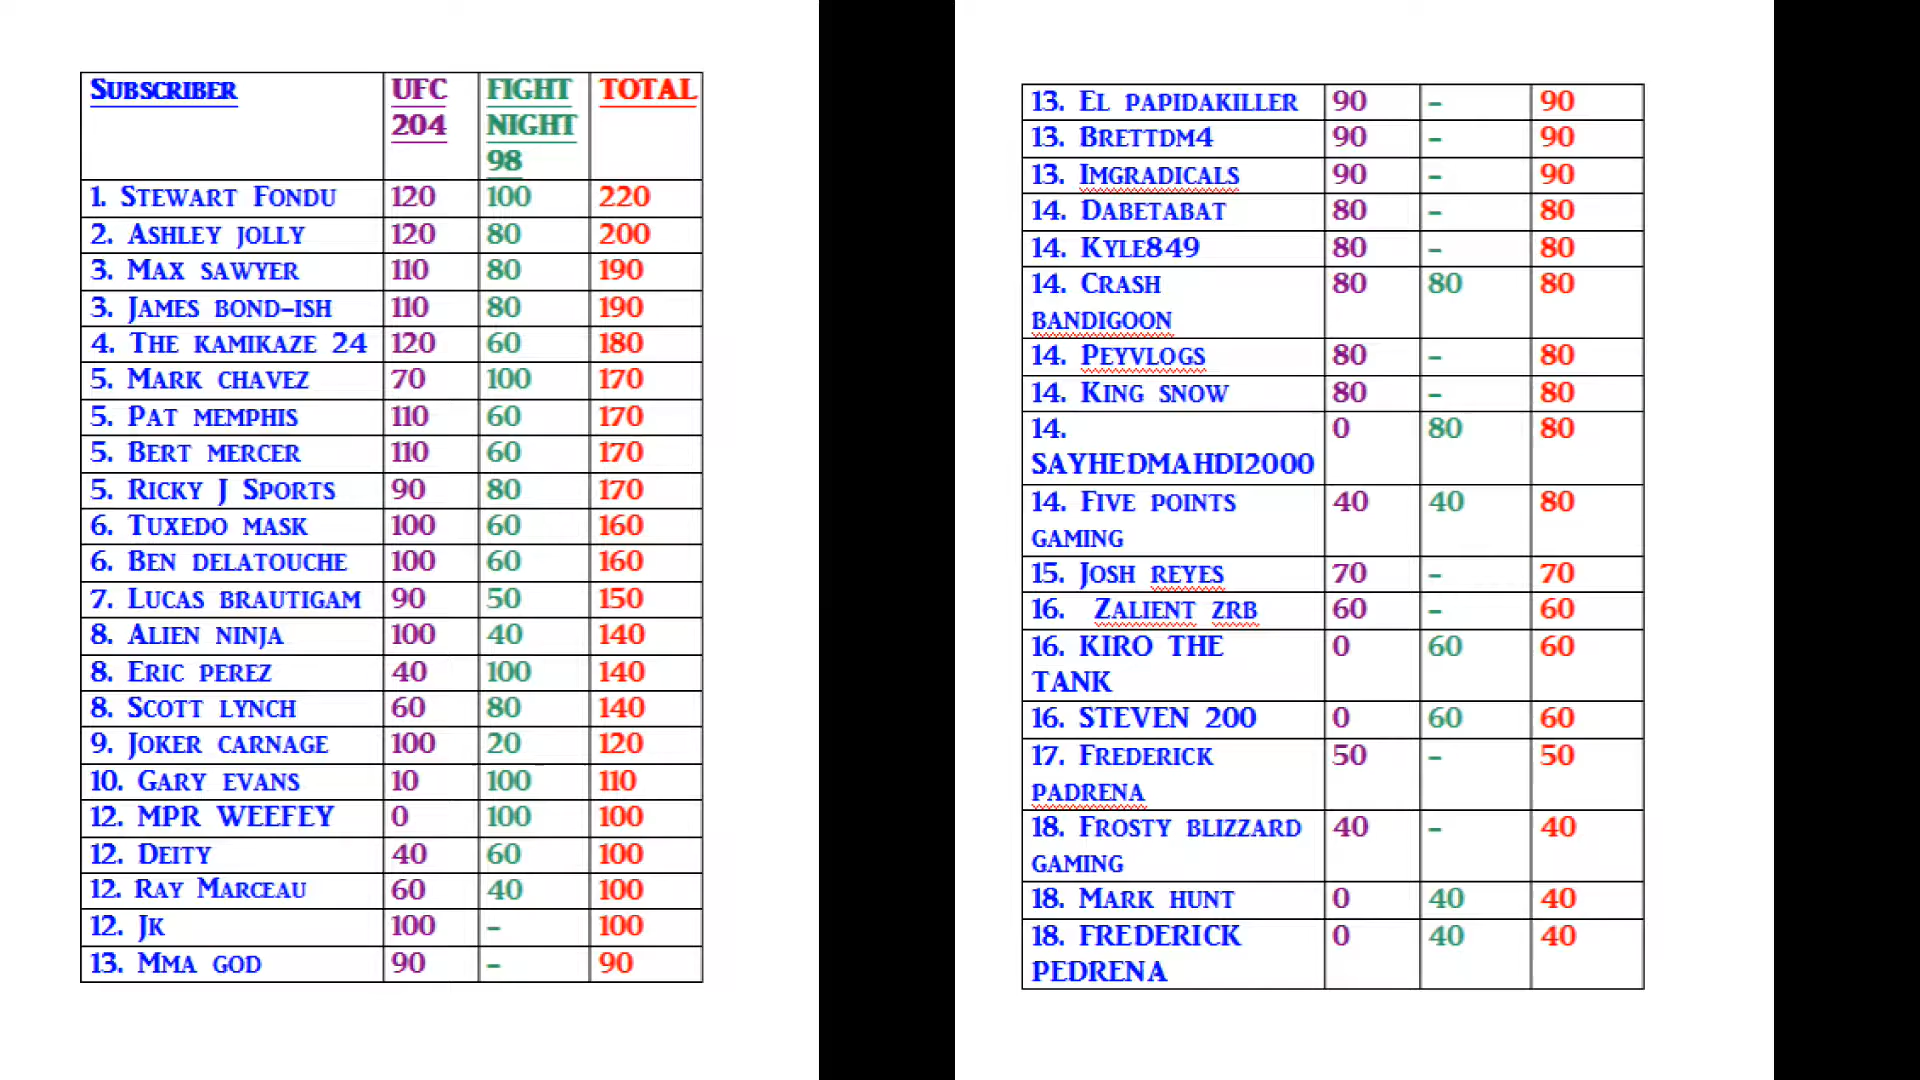 SUBSCRIBER UFC 204 FIGHT NIGHT 98 TOTAL
1. STEWART FONDU 120 100 220
2. ASHLEY JOLLY 120 80 200
3. MAX SAWYER 110 80 190
3. JAMES BOND-ISH 110 80 190
4. THE KAMIKAZE 24 120 60 180
5. MARK CHAVEZ 70 100 170
5. PAT MEMPHIS 110 60 170
5. BERT MERCER 110 60 170
5. RICKY J SPORTS 90 80 170
6. TUXEDO MASK 100 60 160
6. BEN DELATOUCHE 100 60 160
7. LUCAS BRAUTIGAM 90 50 150
8. ALIEN NINJA 100 40 140
8. ERIC PEREZ 40 100 140
8. SCOTT LYNCH 60 80 140
9. JOKER CARNAGE 100 20 120
10. GARY EVANS 10 100 110
12. MPR WEEFEY 0 100 100
12. DEITY 40 60 100
12. RAY MARCEAU 60 40 100
12. JK 100 – 100
13. MMA GOD 90 – 90
13. EL PAPIDAKILLER 90 – 90
13. BRETTDM4 90 – 90
13. IMGRADICALS 90 – 90
14. DABETABAT 80 – 80
14. KYLE849 80 – 80
14. CRASH BANDIGOON 80 80 80
14. PEYVLOGS 80 – 80
14. KING SNOW 80 – 80
14. SAYHEDMAHDI2000 0 80 80
14. FIVE POINTS GAMING 40 40 80
15. JOSH REYES 70 – 70
16. ZALIENT ZRB 60 – 60
16. KIRO THE TANK 0 60 60
16. STEVEN 200 0 60 60
17. FREDERICK PADRENA 50 – 50
18. FROSTY BLIZZARD GAMING 40 – 40
18. MARK HUNT 0 40 40
18. FREDERICK PEDRENA 0 40 40